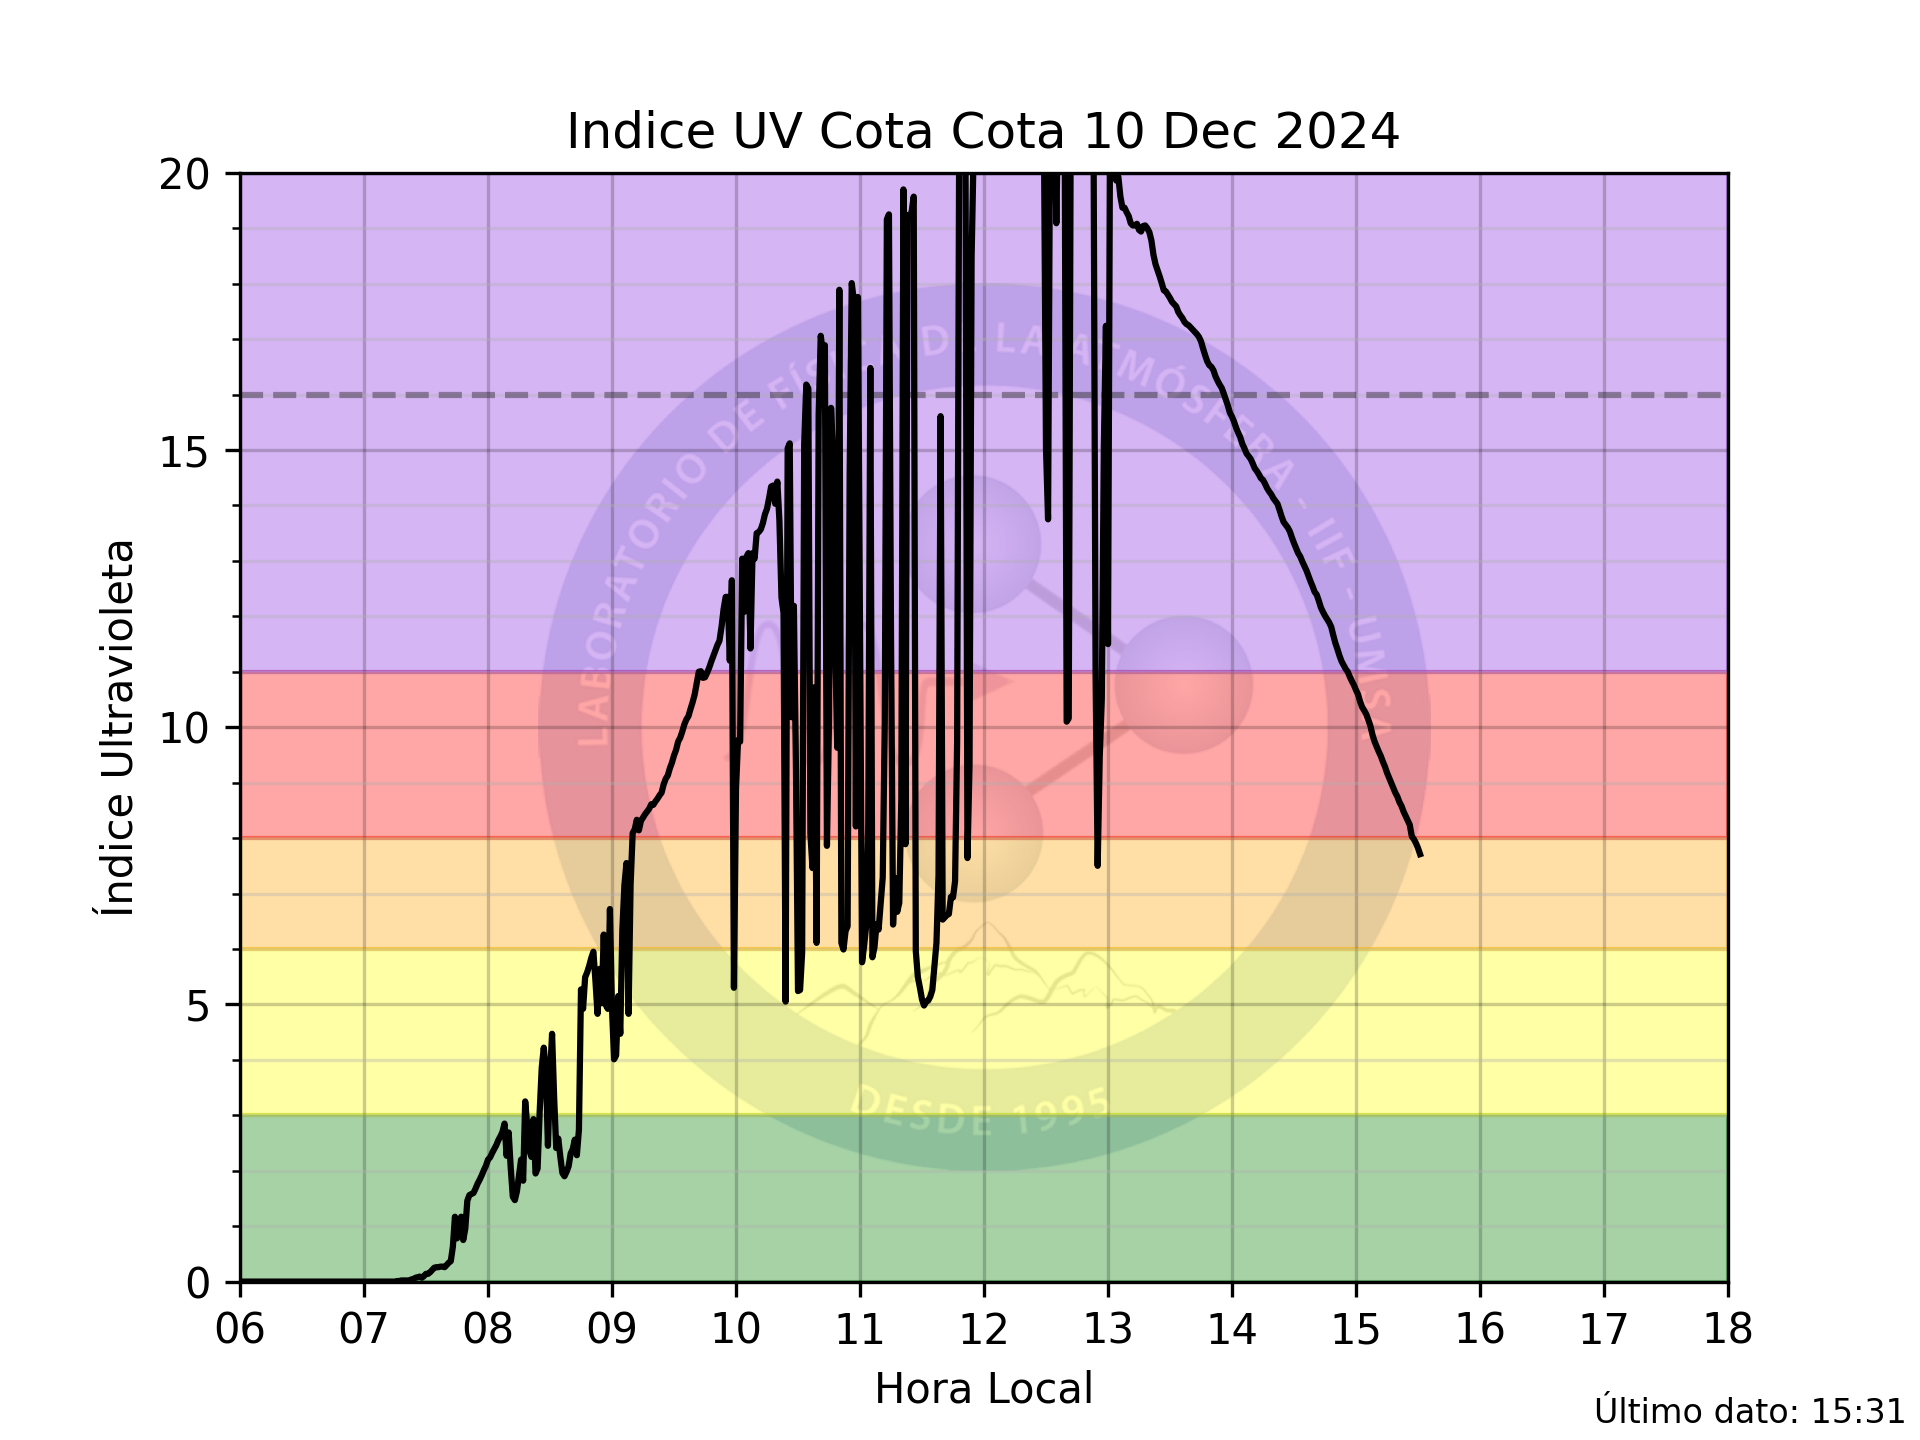 Indice UV Cota Cota 10 Dec 2024
20
15
10
5
0
Índice Ultravioleta
06 07 08 09 10 11 12 13 14 15 16 17 18
Hora Local
Último dato: 15:31
LABORATORIO DE FÍSICA DE LA ATMÓSFERA - IIF - UMSA
DESDE 1995